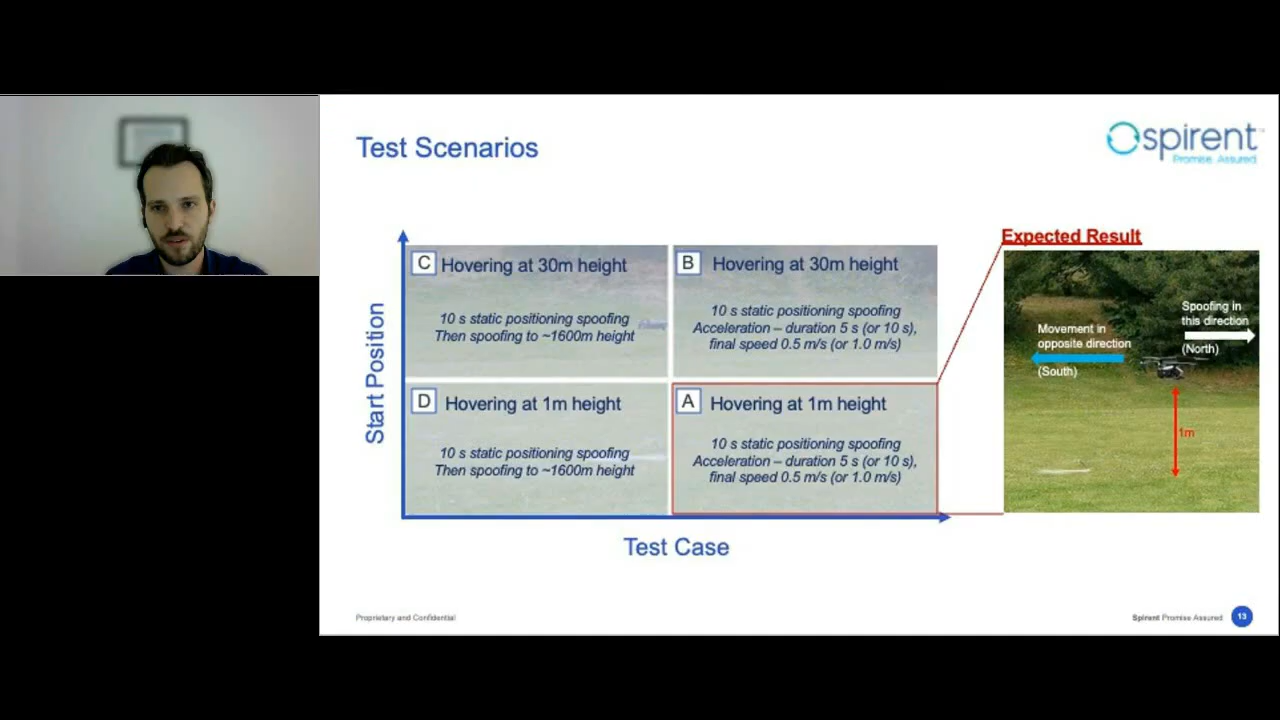 Test Scenarios
spirent
Promise. Assured.
Start Position
C Hovering at 30m height
10 s static positioning spoofing
Then spoofing to ~1600m height
B Hovering at 30m height
10 s static positioning spoofing
Acceleration – duration 5 s (or 10 s),
final speed 0.5 m/s (or 1.0 m/s)
D Hovering at 1m height
10 s static positioning spoofing
Then spoofing to ~1600m height
A Hovering at 1m height
10 s static positioning spoofing
Acceleration – duration 5 s (or 10 s),
final speed 0.5 m/s (or 1.0 m/s)
Test Case
Expected Result
Movement in
opposite direction
(South)
Spoofing in
this direction
(North)
1m
Proprietary and Confidential
Spirent Promise Assured
13